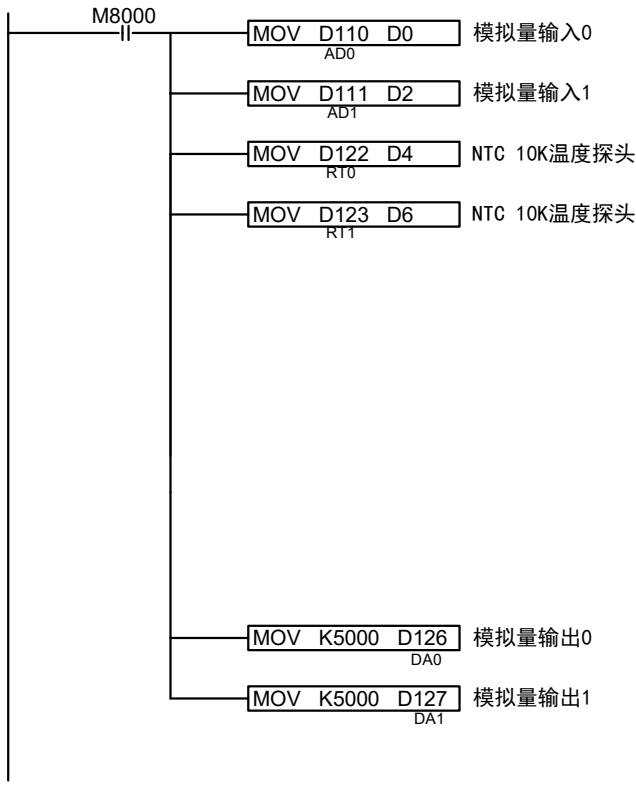 M8000
MOV D110 D0 模拟量输入0
AD0
MOV D111 D2 模拟量输入1
AD1
MOV D122 D4 NTC 10K温度探头
RT0
MOV D123 D6 NTC 10K温度探头
RT1
MOV K5000 D126 模拟量输出0
DA0
MOV K5000 D127 模拟量输出1
DA1